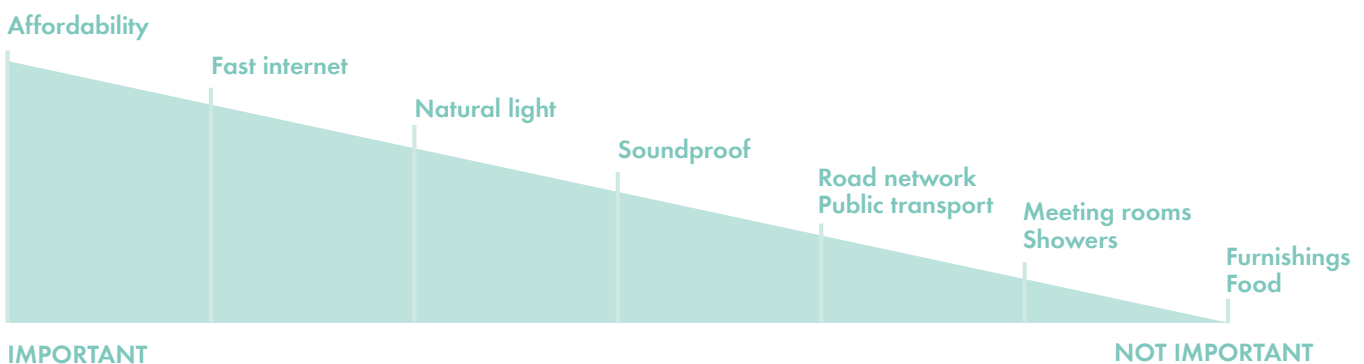 Affordability
Fast internet
Natural light
Soundproof
Road network
Public transport
Meeting rooms
Showers
Furnishings
Food
IMPORTANT
NOT IMPORTANT